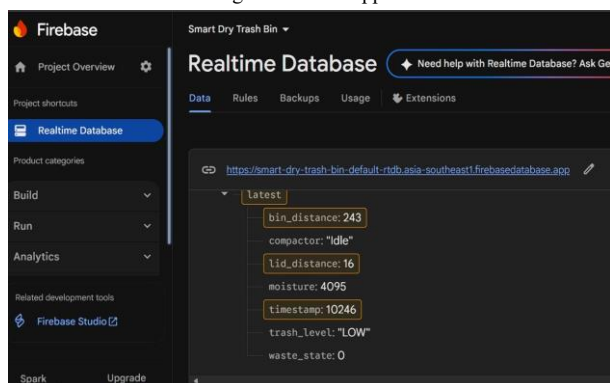 Firebase
Project Overview
Project shortcuts
Realtime Database
Product categories
Build
Run
Analytics
Related development tools
Firebase Studio
Spark
Upgrade
Smart Dry Trash Bin
Realtime Database
Need help with Realtime Database? Ask Ge
Data Rules Backups Usage Extensions
https://smart-dry-trash-bin-default-rtdb.asia-southeast1.firebasedatabase.app
latest
bin_distance: 243
compactor: "Idle"
lid_distance: 16
moisture: 4095
timestamp: 10246
trash_level: "LOW"
waste_state: 0